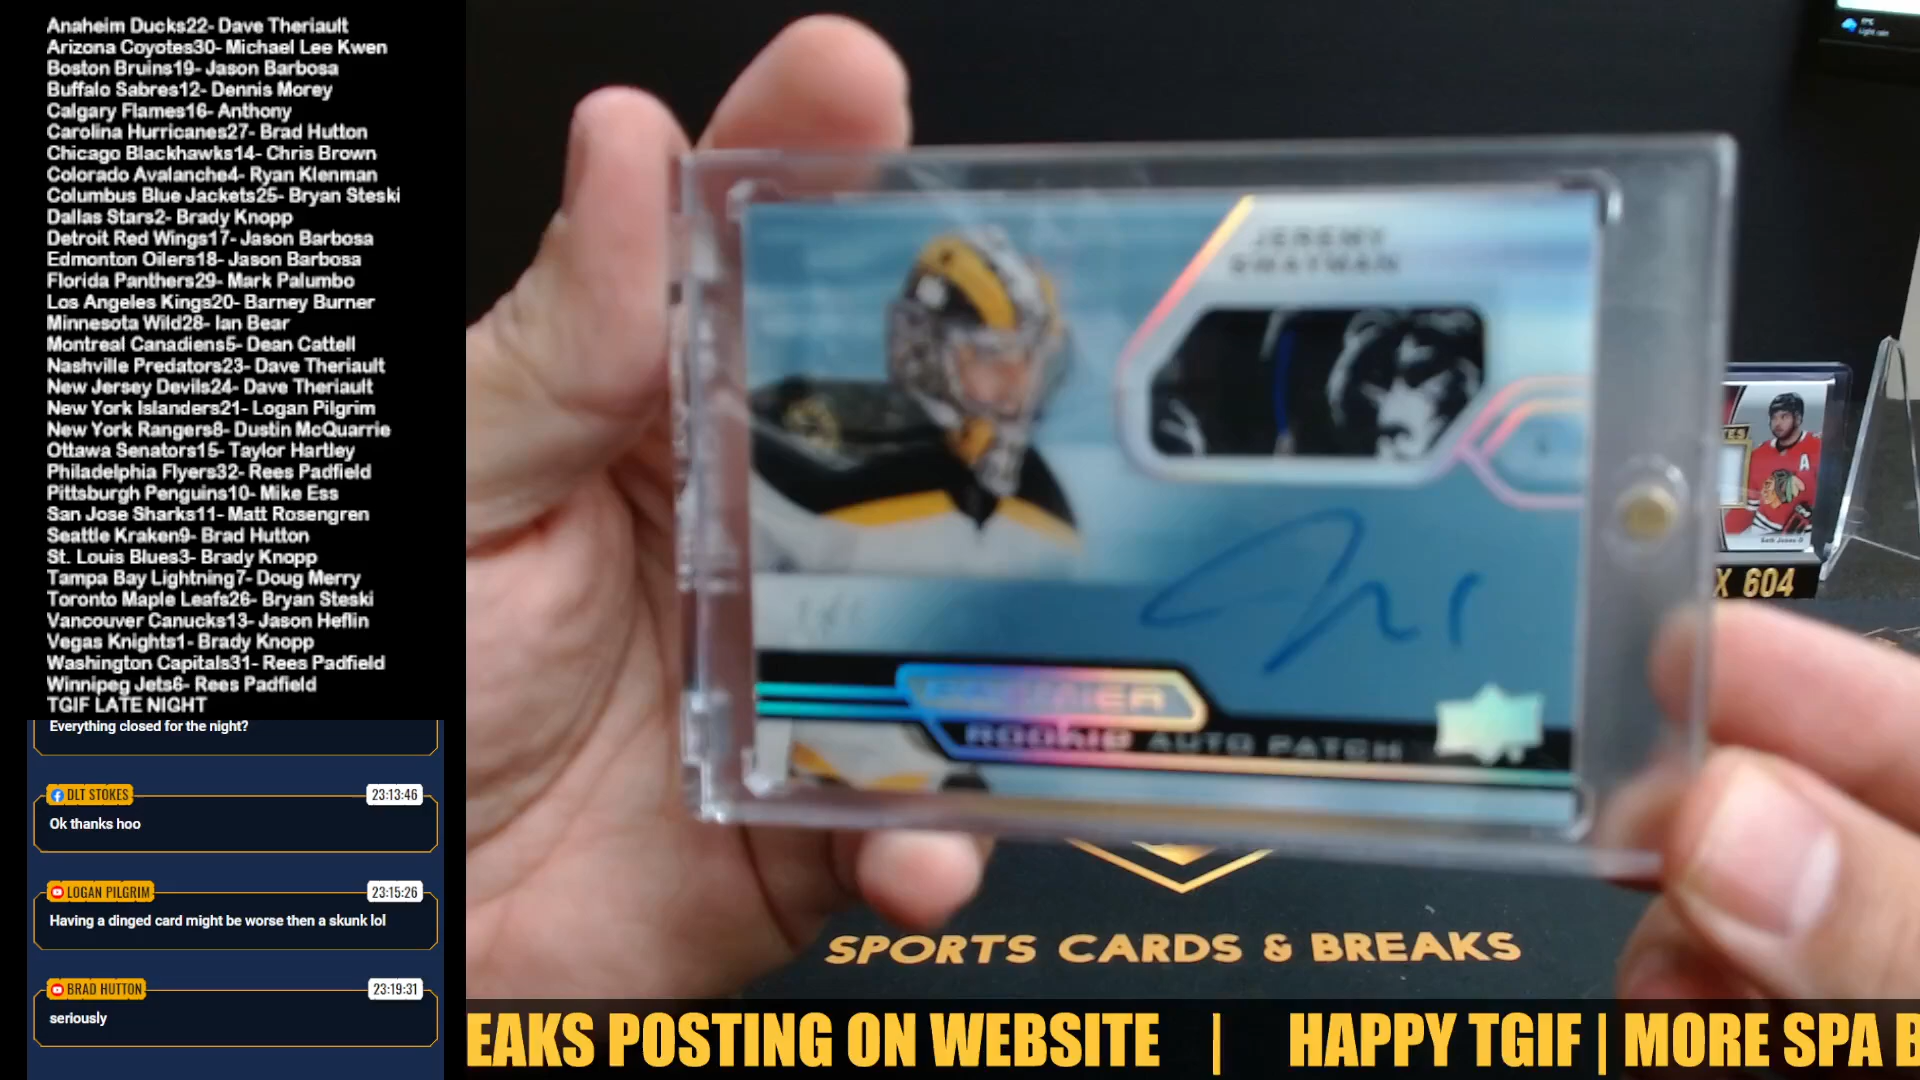 Anaheim Ducks22- Dave Theriault
Arizona Coyotes30- Michael Lee Kwen
Boston Bruins19- Jason Barbosa
Buffalo Sabres12- Dennis Morey
Calgary Flames16- Anthony
Carolina Hurricanes27- Brad Hutton
Chicago Blackhawks14- Chris Brown
Colorado Avalanche4- Ryan Klenman
Columbus Blue Jackets25- Bryan Steski
Dallas Stars2- Brady Knopp
Detroit Red Wings17- Jason Barbosa
Edmonton Oilers18- Jason Barbosa
Florida Panthers29- Mark Palumbo
Los Angeles Kings20- Barney Burner
Minnesota Wild28- Ian Bear
Montreal Canadiens5- Dean Cattell
Nashville Predators23- Dave Theriault
New Jersey Devils24- Dave Theriault
New York Islanders21- Logan Pilgrim
New York Rangers8- Dustin McQuarrie
Ottawa Senators15- Taylor Hartley
Philadelphia Flyers32- Rees Padfield
Pittsburgh Penguins10- Mike Ess
San Jose Sharks11- Matt Rosengren
Seattle Kraken9- Brad Hutton
St. Louis Blues3- Brady Knopp
Tampa Bay Lightning7- Doug Merry
Toronto Maple Leafs26- Bryan Steski
Vancouver Canucks13- Jason Heflin
Vegas Knights1- Brady Knopp
Washington Capitals31- Rees Padfield
Winnipeg Jets6- Rees Padfield
TGIF LATE NIGHT
Everything closed for the night?
DLT STOKES 23:13:46
Ok thanks hoo
LOGAN PILGRIM 23:15:26
Having a dinged card might be worse then a skunk lol
BRAD HUTTON 23:19:31
seriously
JEREMY
SWAYMAN
PREMIER
ROOKIE AUTO PATCH
Light rain
Seth Jones
X 604
SPORTS CARDS & BREAKS
EAKS POSTING ON WEBSITE | HAPPY TGIF | MORE SPA B